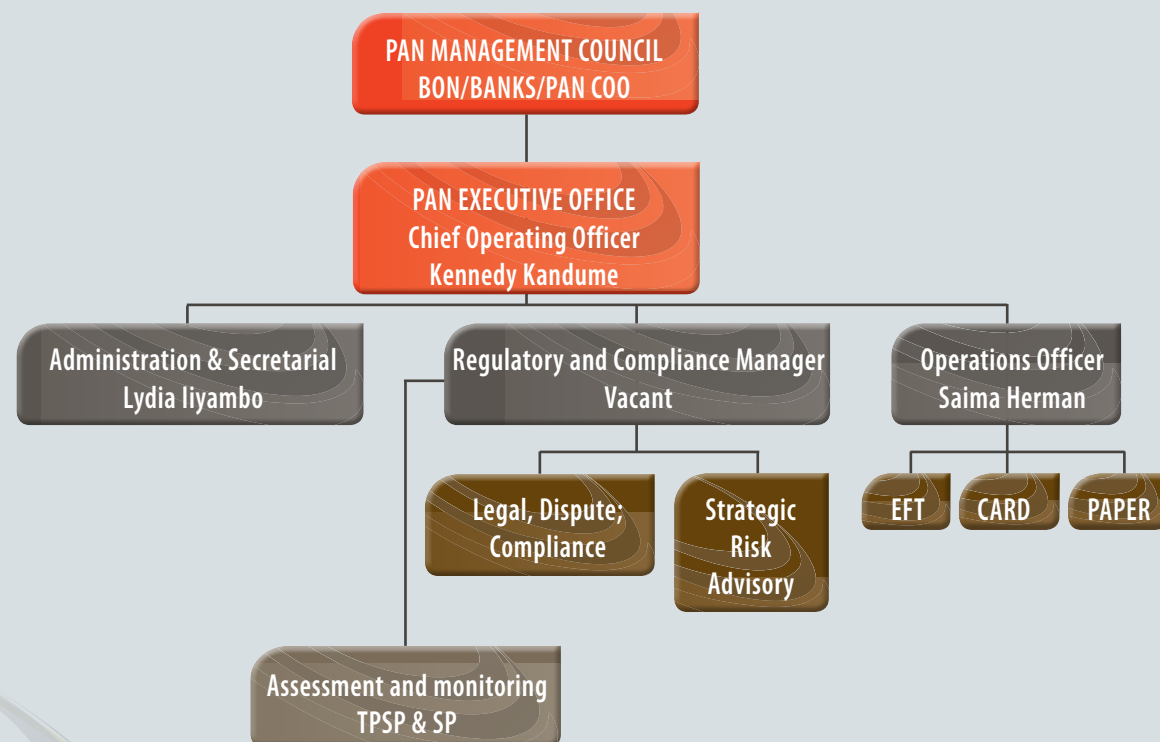 PAN MANAGEMENT COUNCIL
BON/BANKS/PAN COO
PAN EXECUTIVE OFFICE
Chief Operating Officer
Kennedy Kandume
Administration & Secretarial
Lydia Iiyambo
Regulatory and Compliance Manager
Vacant
Operations Officer
Saima Herman
Legal, Dispute;
Compliance
Strategic
Risk
Advisory
EFT
CARD
PAPER
Assessment and monitoring
TPSP & SP